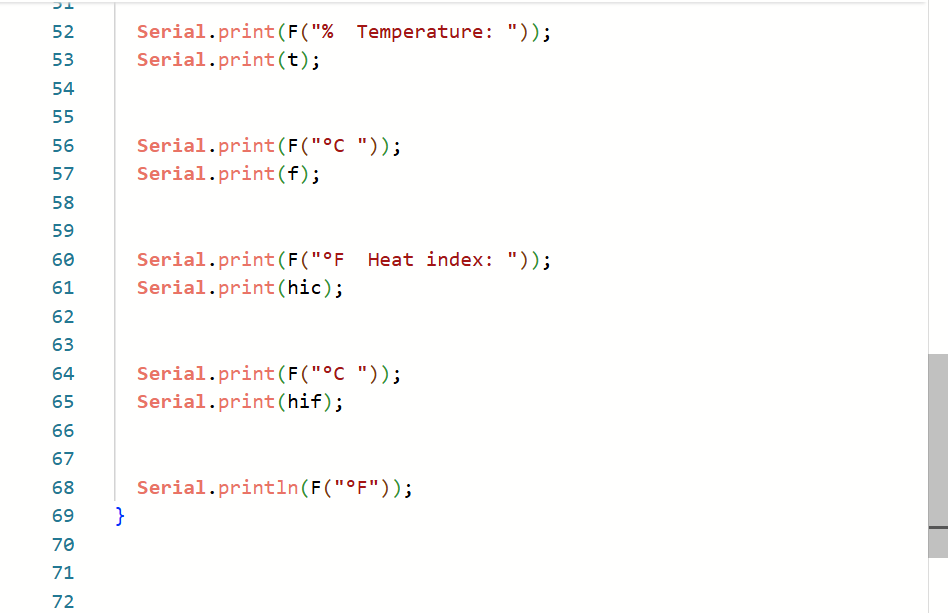 51
52 Serial.print(F("%  Temperature: "));
53 Serial.print(t);
54
55
56 Serial.print(F("°C "));
57 Serial.print(f);
58
59
60 Serial.print(F("°F  Heat index: "));
61 Serial.print(hic);
62
63
64 Serial.print(F("°C "));
65 Serial.print(hif);
66
67
68 Serial.println(F("°F"));
69 }
70
71
72